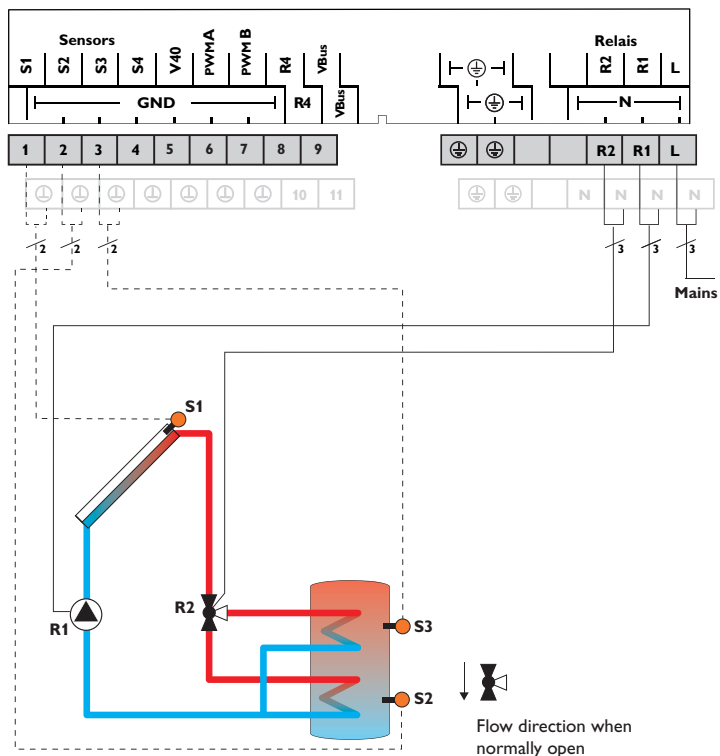 Sensors
Relais
S1 S2 S3 S4 V40 PWMA PWM B R4 VBus
R2 R1 L
GND
R4
VBus
N
1 2 3 4 5 6 7 8 9
R2 R1 L
10 11
N N N N
2 2 2
3 3 3
Mains
S1
R2
R1
S3
S2
Flow direction when
normally open